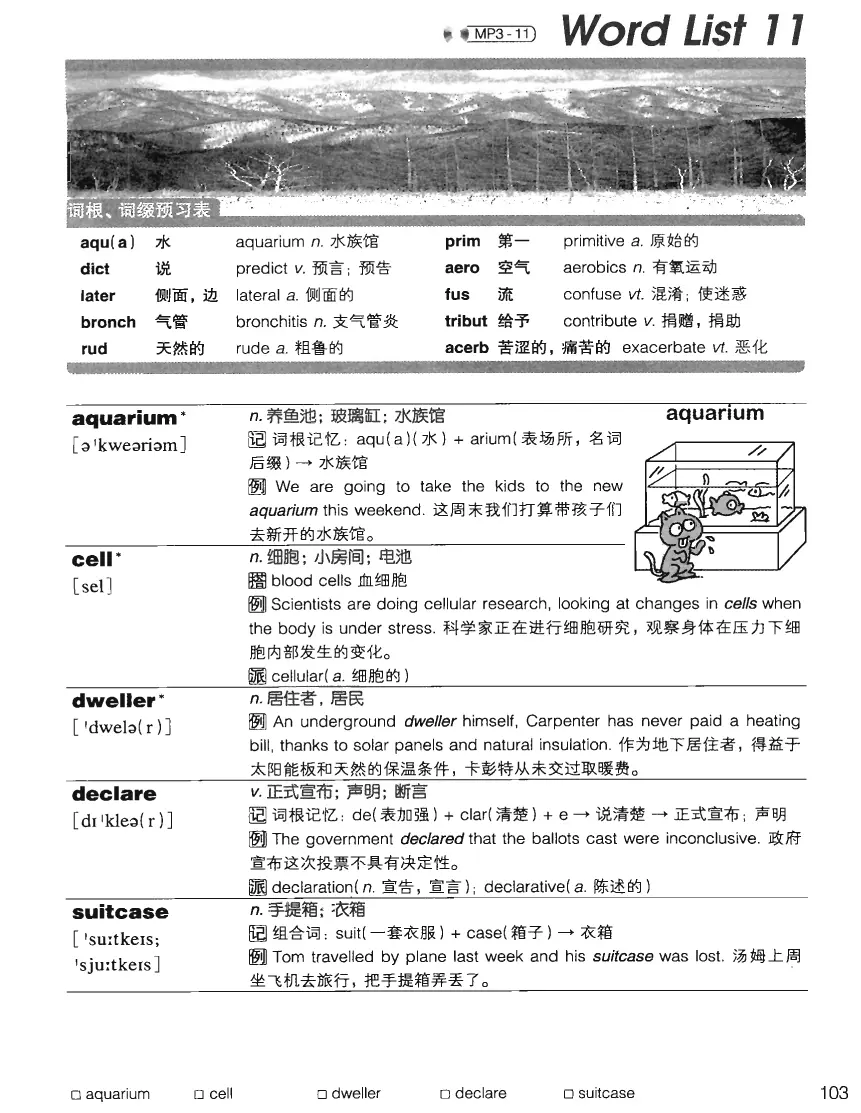 MP3-11 Word List 11
词根、词缀预习表
aqu(a) 水 aquarium n. 水族馆 prim 第一 primitive a. 原始的
dict 说 predict v. 预言；预告 aero 空气 aerobics n. 有氧运动
later 侧面，边 lateral a. 侧面的 fus 流 confuse vt. 混淆；使迷惑
bronch 气管 bronchitis n. 支气管炎 tribut 给予 contribute v. 捐赠，捐助
rud 天然的 rude a. 粗鲁的 acerb 苦涩的，痛苦的 exacerbate vt. 恶化
aquarium* n. 养鱼池；玻璃缸；水族馆 aquarium
[əˈkweəriəm] 记 词根记忆：aqu(a)(水) + arium(表场所，名词
后缀) → 水族馆
例 We are going to take the kids to the new
aquarium this weekend. 这周末我们打算带孩子们
去新开的水族馆。
cell* n. 细胞；小房间；电池
[sel] 搭 blood cells 血细胞
例 Scientists are doing cellular research, looking at changes in cells when
the body is under stress. 科学家正在进行细胞研究，观察身体在压力下细
胞内部发生的变化。
派 cellular(a. 细胞的)
dweller* n. 居住者，居民
[ˈdwelə(r)] 例 An underground dweller himself, Carpenter has never paid a heating
bill, thanks to solar panels and natural insulation. 作为地下居住者，得益于
太阳能板和天然的保温条件，卡彭特从未交过取暖费。
declare v. 正式宣布；声明；断言
[dɪˈkleə(r)] 记 词根记忆：de(表加强) + clar(清楚) + e → 说清楚 → 正式宣布；声明
例 The government declared that the ballots cast were inconclusive. 政府
宣布这次投票不具有决定性。
派 declaration(n. 宣告，宣言)；declarative(a. 陈述的)
suitcase n. 手提箱；衣箱
[ˈsuːtkeɪs; 记 组合词：suit(一套衣服) + case(箱子) → 衣箱
ˈsjuːtkeɪs] 例 Tom travelled by plane last week and his suitcase was lost. 汤姆上周
坐飞机去旅行，把手提箱弄丢了。
□ aquarium □ cell □ dweller □ declare □ suitcase 103